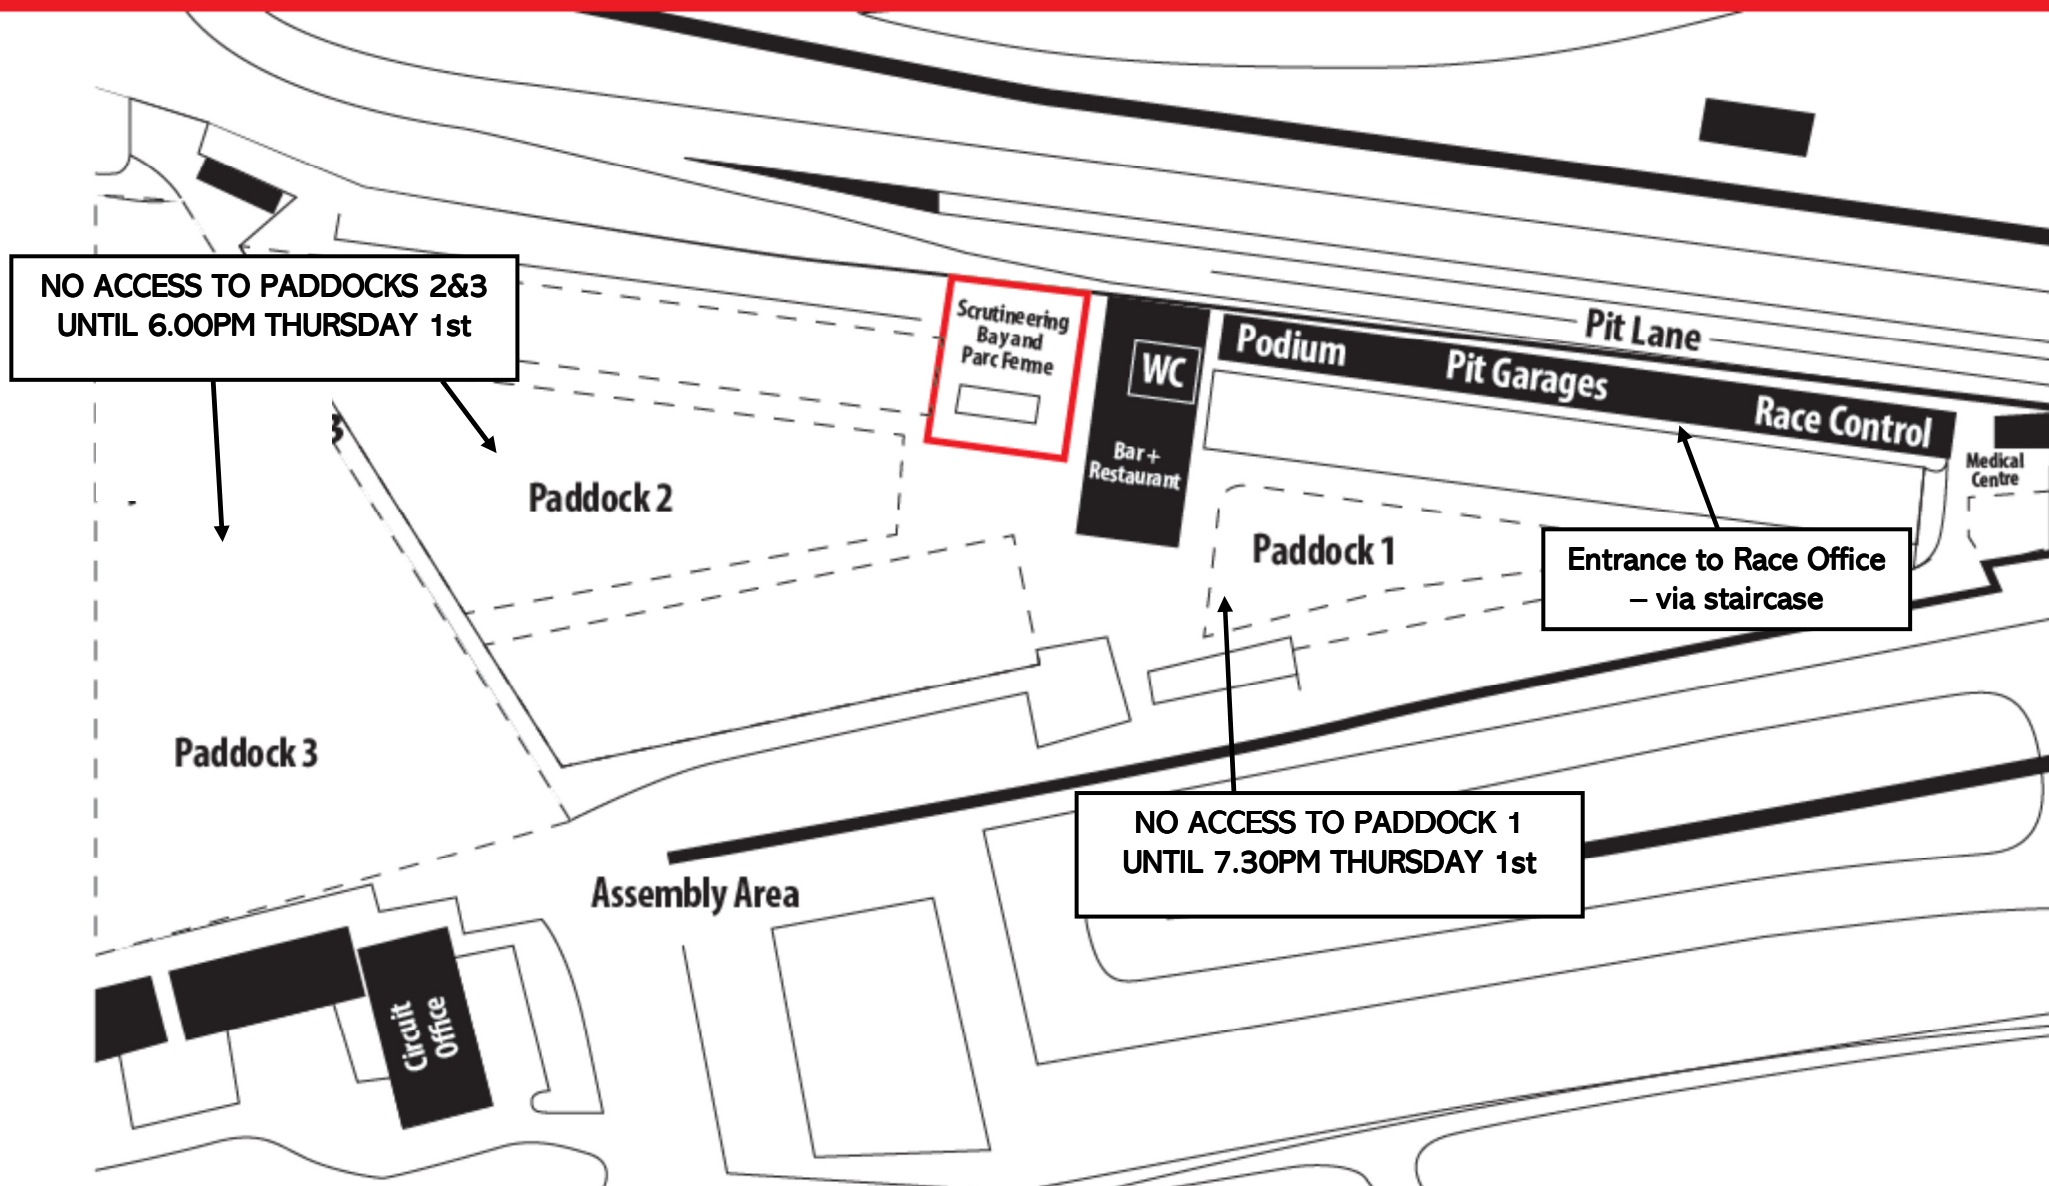 NO ACCESS TO PADDOCKS 2&3
UNTIL 6.00PM THURSDAY 1st
Scrutineering
Bay and
Parc Ferme
WC
Bar+
Restaurant
Podium
Pit Garages
Race Control
Pit Lane
Medical
Centre
Paddock 2
Paddock 1
Entrance to Race Office
– via staircase
Paddock 3
NO ACCESS TO PADDOCK 1
UNTIL 7.30PM THURSDAY 1st
Assembly Area
Circuit
Office